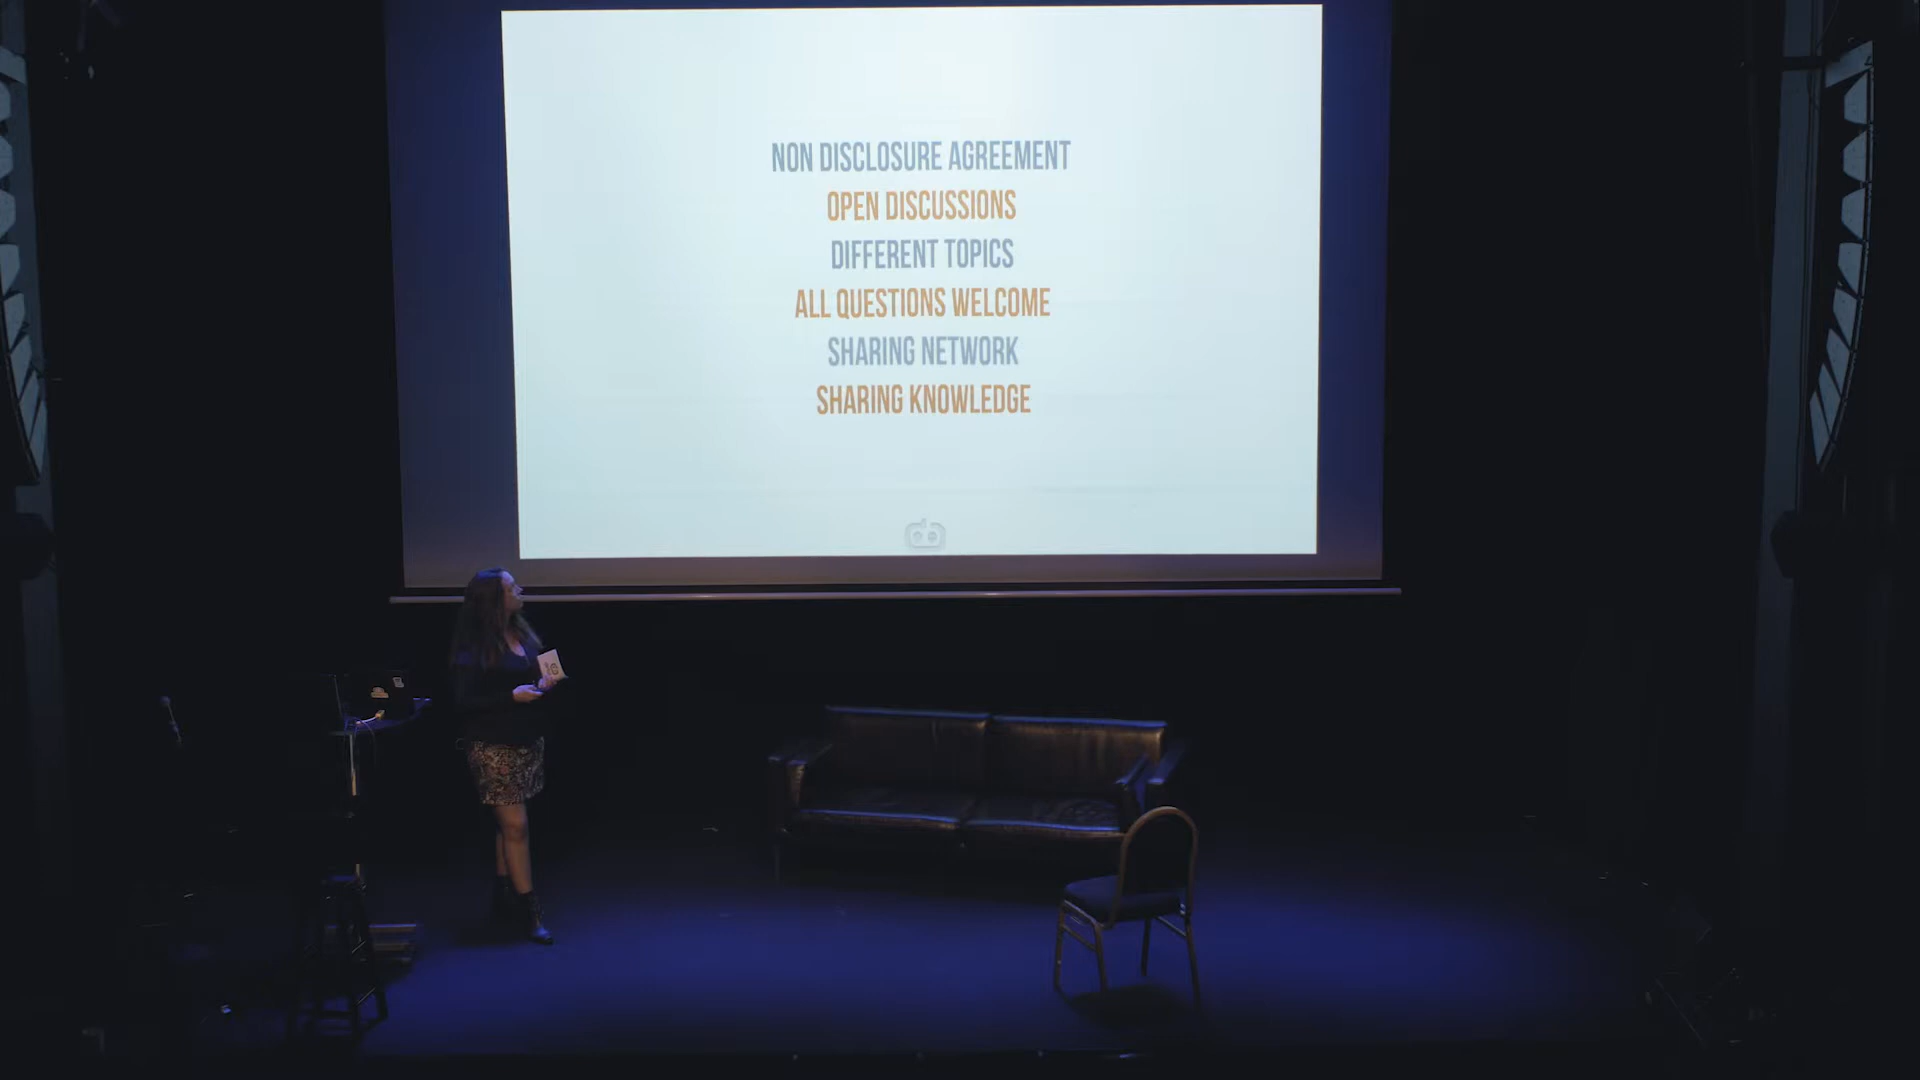 NON DISCLOSURE AGREEMENT
OPEN DISCUSSIONS
DIFFERENT TOPICS
ALL QUESTIONS WELCOME
SHARING NETWORK
SHARING KNOWLEDGE